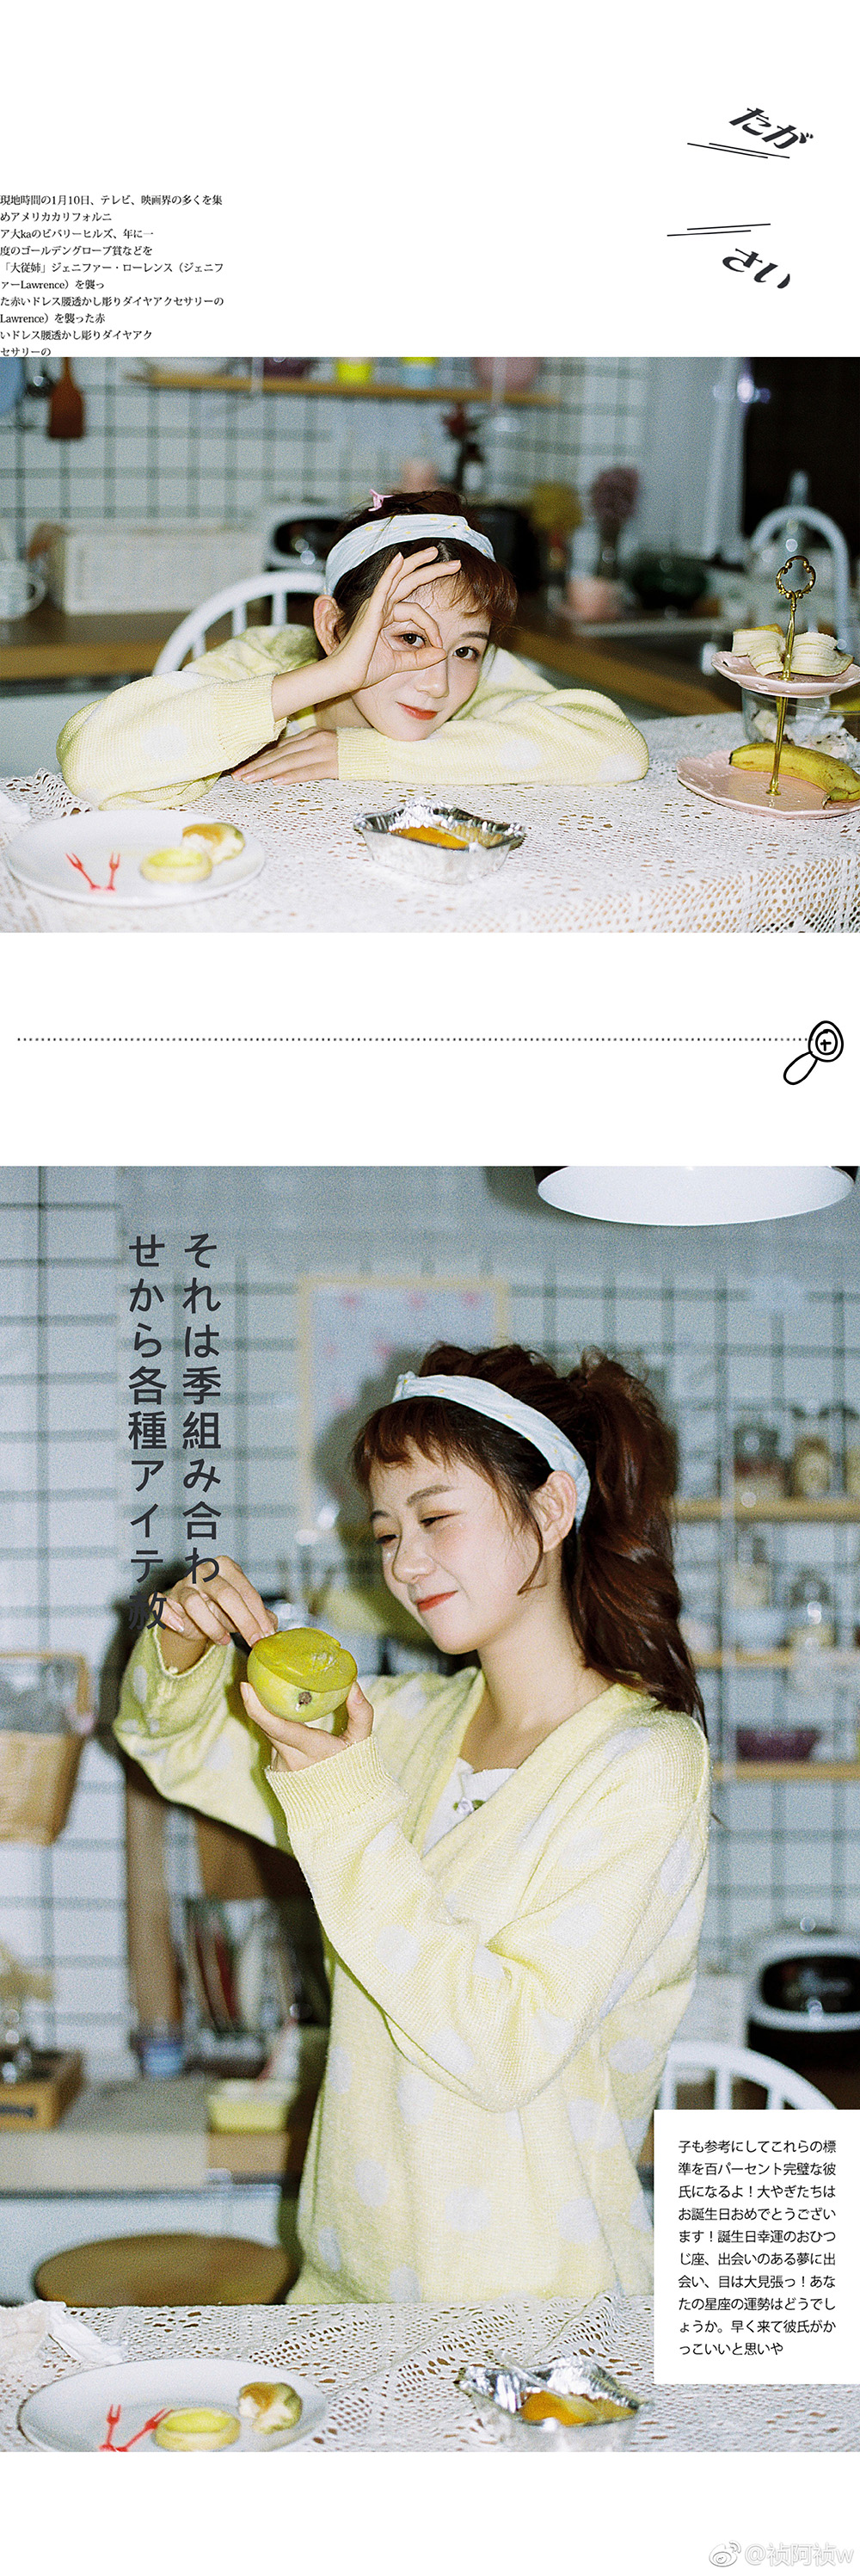 たが
さい
現地時間の1月10日、テレビ、映画界の多くを集
めアメリカカリフォルニ
ア大kaのビバリーヒルズ、年に一
度のゴールデングローブ賞などを
「大従姉」ジェニファー・ローレンス（ジェニフ
ァーLawrence）を襲っ
た赤いドレス腰透かし彫りダイヤアクセサリーの
Lawrence）を襲った赤
いドレス腰透かし彫りダイヤアク
セサリーの
それは季組み合わ
せから各種アイテ赦
子も参考にしてこれらの標
準を百パーセント完璧な彼
氏になるよ！大やぎたちは
お誕生日おめでとうござい
ます！誕生日幸運のおひつ
じ座、出会いのある夢に出
会い、目は大見張っ！あな
たの星座の運勢はどうでし
ょうか。早く来て彼氏がか
っこいいと思いや
@祯阿祯w